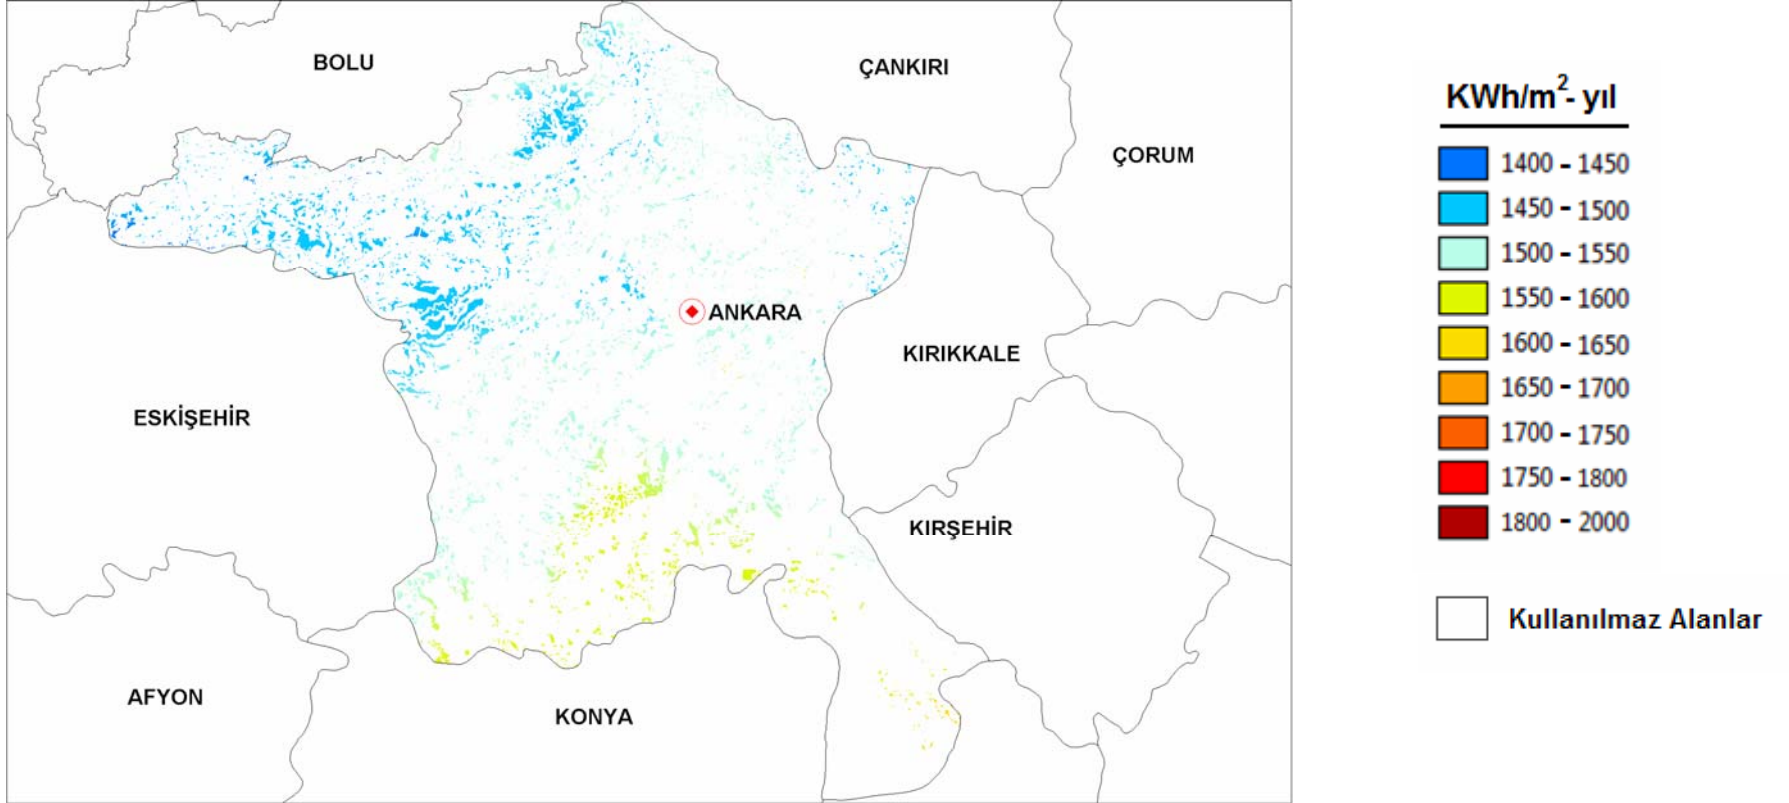 BOLU
ÇANKIRI
ÇORUM
ANKARA
KIRIKKALE
ESKİŞEHİR
KIRŞEHİR
AFYON
KONYA
KWh/m²- yıl
1400 – 1450
1450 – 1500
1500 – 1550
1550 – 1600
1600 – 1650
1650 – 1700
1700 – 1750
1750 – 1800
1800 – 2000
Kullanılmaz Alanlar